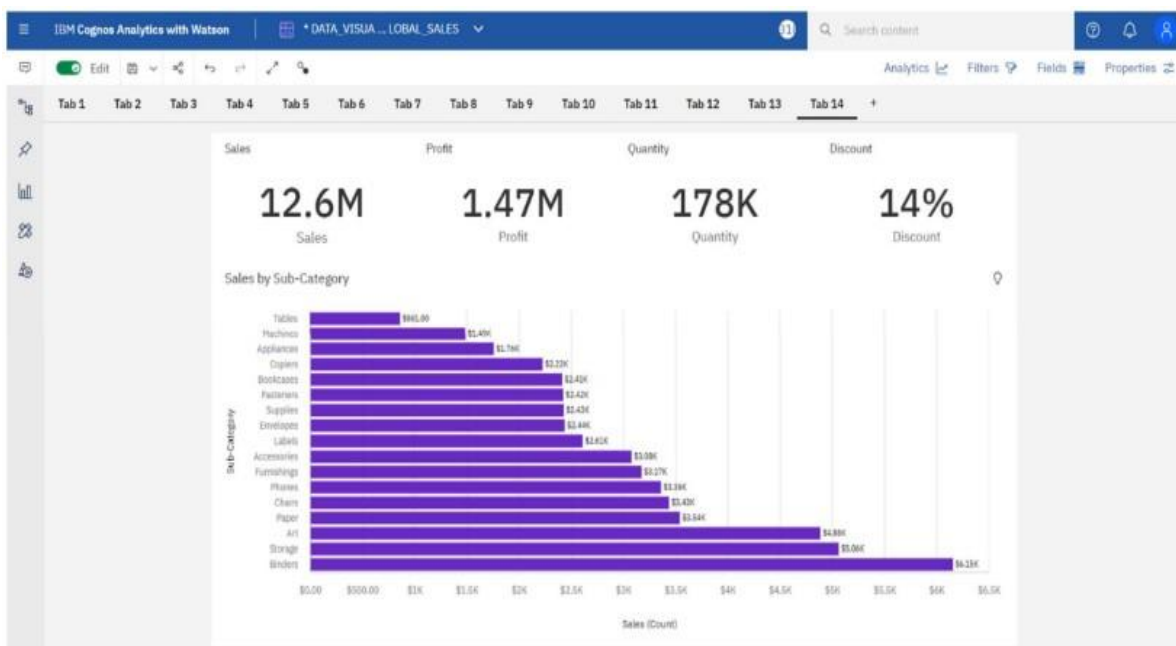 IBM Cognos Analytics with Watson
* DATA_VISUA ... LOBAL_SALES
Search content
Edit
Analytics
Filters
Fields
Properties
Tab 1 Tab 2 Tab 3 Tab 4 Tab 5 Tab 6 Tab 7 Tab 8 Tab 9 Tab 10 Tab 11 Tab 12 Tab 13 Tab 14 +
Sales Profit Quantity Discount
12.6M 1.47M 178K 14%
Sales Profit Quantity Discount
Sales by Sub-Category
Sub-Category
Tables $861.00
Machines $1.49K
Appliances $1.76K
Copiers $2.22K
Bookcases $2.41K
Fasteners $2.42K
Supplies $2.43K
Envelopes $2.44K
Labels $2.61K
Accessories $3.08K
Furnishings $3.17K
Phones $3.36K
Chairs $3.43K
Paper $3.54K
Art $4.88K
Storage $5.06K
Binders $6.15K
$0.00 $500.00 $1K $1.5K $2K $2.5K $3K $3.5K $4K $4.5K $5K $5.5K $6K $6.5K
Sales (Count)